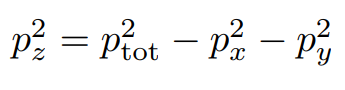 $p_z^2 = p_{\text{tot}}^2 - p_x^2 - p_y^2$